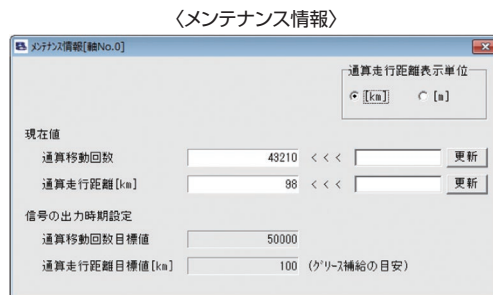 〈メンテナンス情報〉
ﾒﾝﾃﾅﾝｽ情報[軸No.0]
通算走行距離表示単位
[km] [m]
現在値
通算移動回数 43210 < < < 更新
通算走行距離[km] 98 < < < 更新
信号の出力時期設定
通算移動回数目標値 50000
通算走行距離目標値[km] 100 (ｸﾞﾘｰｽ補給の目安)